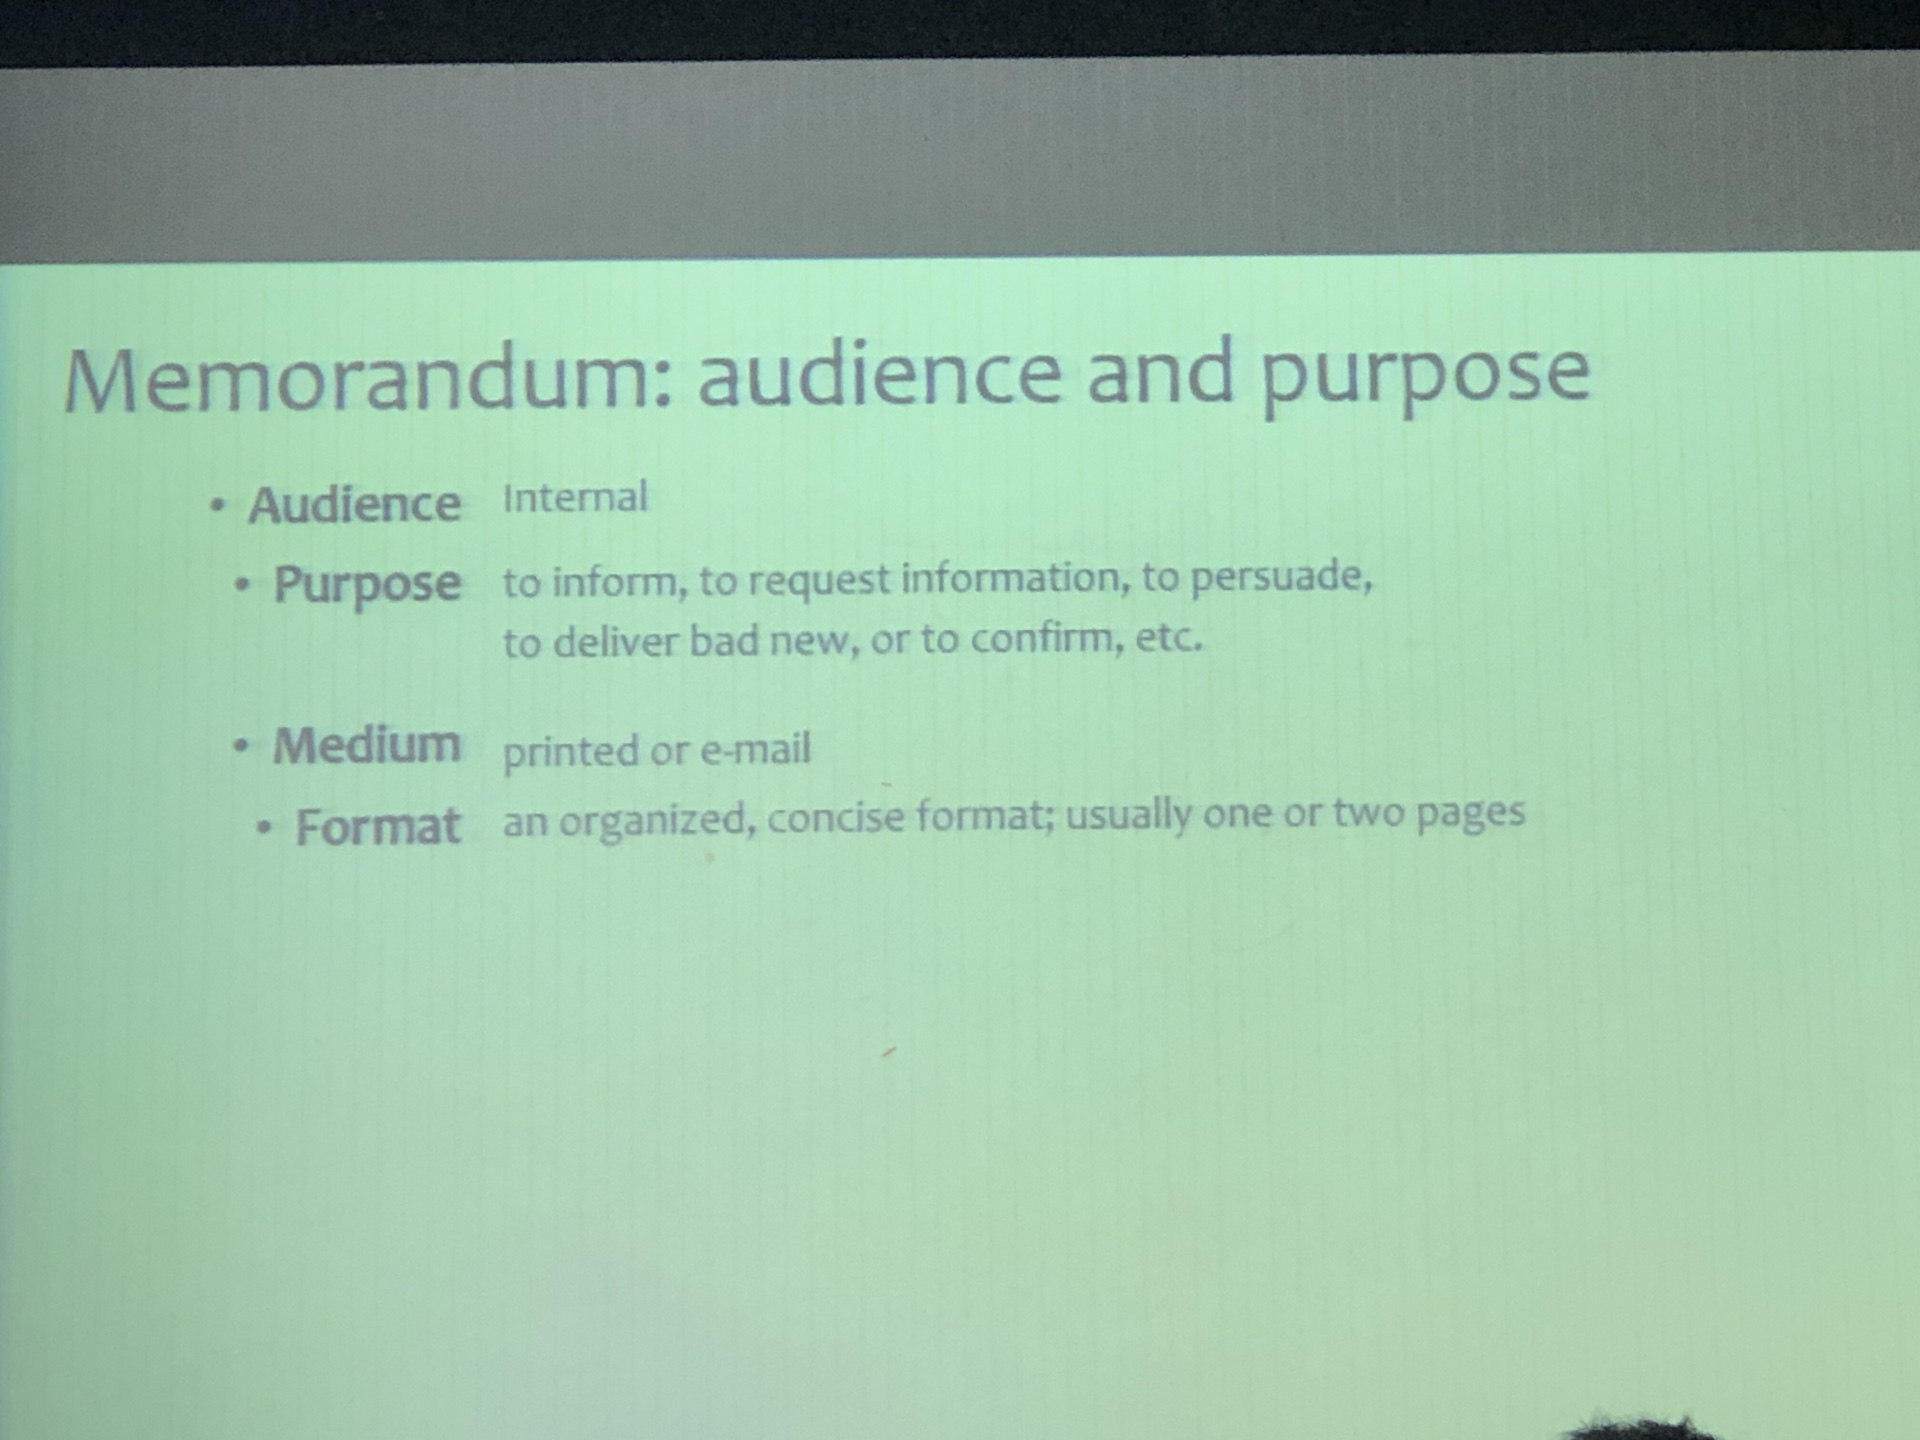 Memorandum: audience and purpose
• Audience Internal
• Purpose to inform, to request information, to persuade,
to deliver bad new, or to confirm, etc.
• Medium printed or e-mail
• Format an organized, concise format; usually one or two pages